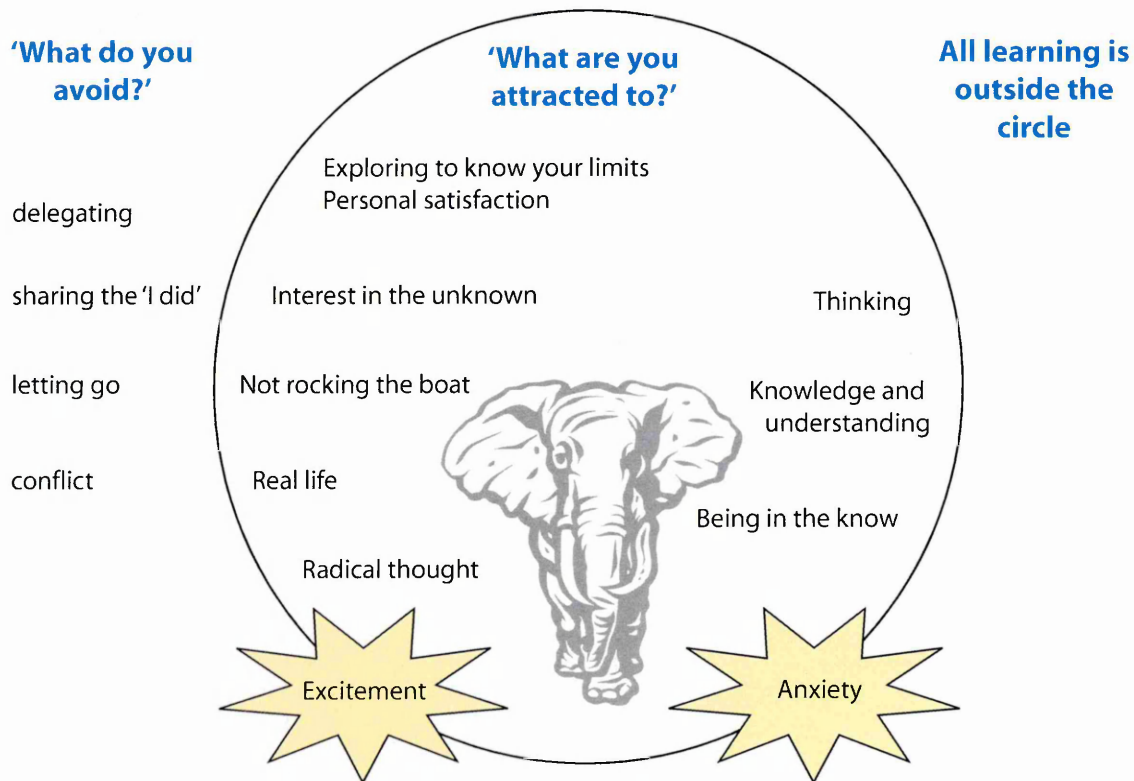 'What do you
avoid?'
'What are you
attracted to?'
All learning is
outside the
circle
delegating
sharing the 'I did'
letting go
conflict
Exploring to know your limits
Personal satisfaction
Interest in the unknown
Not rocking the boat
Real life
Radical thought
Thinking
Knowledge and
understanding
Being in the know
Excitement
Anxiety